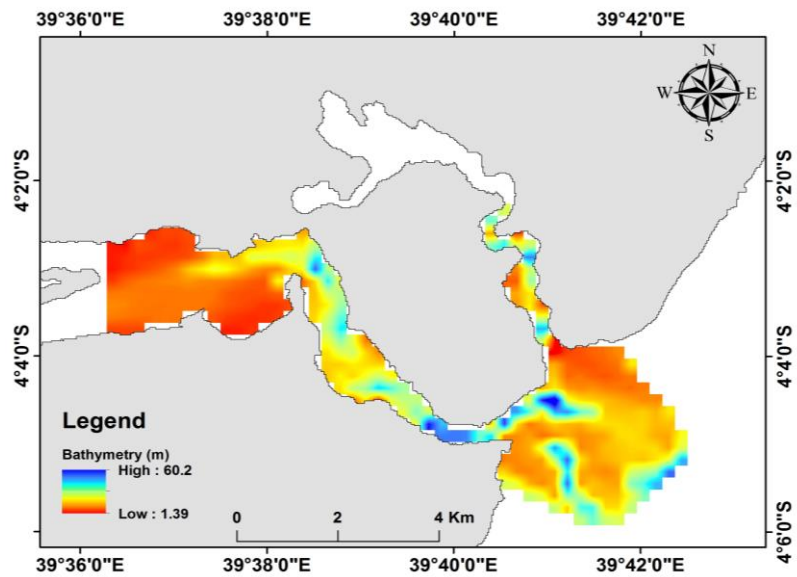 39°36'0"E 39°38'0"E 39°40'0"E 39°42'0"E
N
W E
S
4°2'0"S 4°2'0"S
4°4'0"S 4°4'0"S
Legend
Bathymetry (m)
High : 60.2
Low : 1.39
0 2 4 Km
4°6'0"S
39°36'0"E 39°38'0"E 39°40'0"E 39°42'0"E